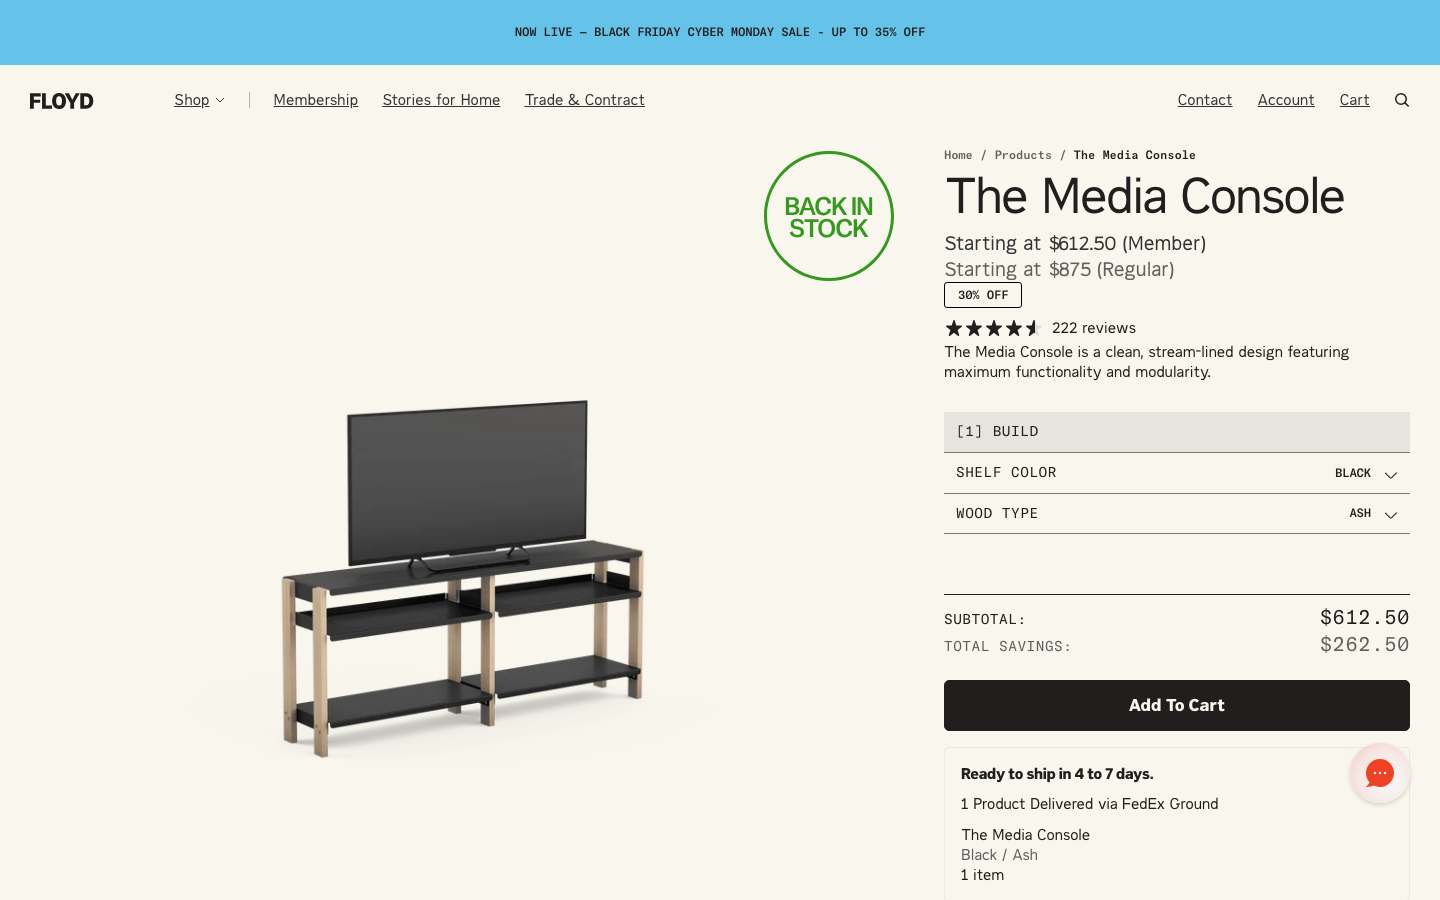 NOW LIVE — BLACK FRIDAY CYBER MONDAY SALE - UP TO 35% OFF
FLOYD
Shop
Membership
Stories for Home
Trade & Contract
Contact
Account
Cart
BACK IN
STOCK
Home / Products / The Media Console
The Media Console
Starting at $612.50 (Member)
Starting at $875 (Regular)
30% OFF
222 reviews
The Media Console is a clean, stream-lined design featuring
maximum functionality and modularity.
[1] BUILD
SHELF COLOR BLACK
WOOD TYPE ASH
SUBTOTAL: $612.50
TOTAL SAVINGS: $262.50
Add To Cart
Ready to ship in 4 to 7 days.
1 Product Delivered via FedEx Ground
The Media Console
Black / Ash
1 item